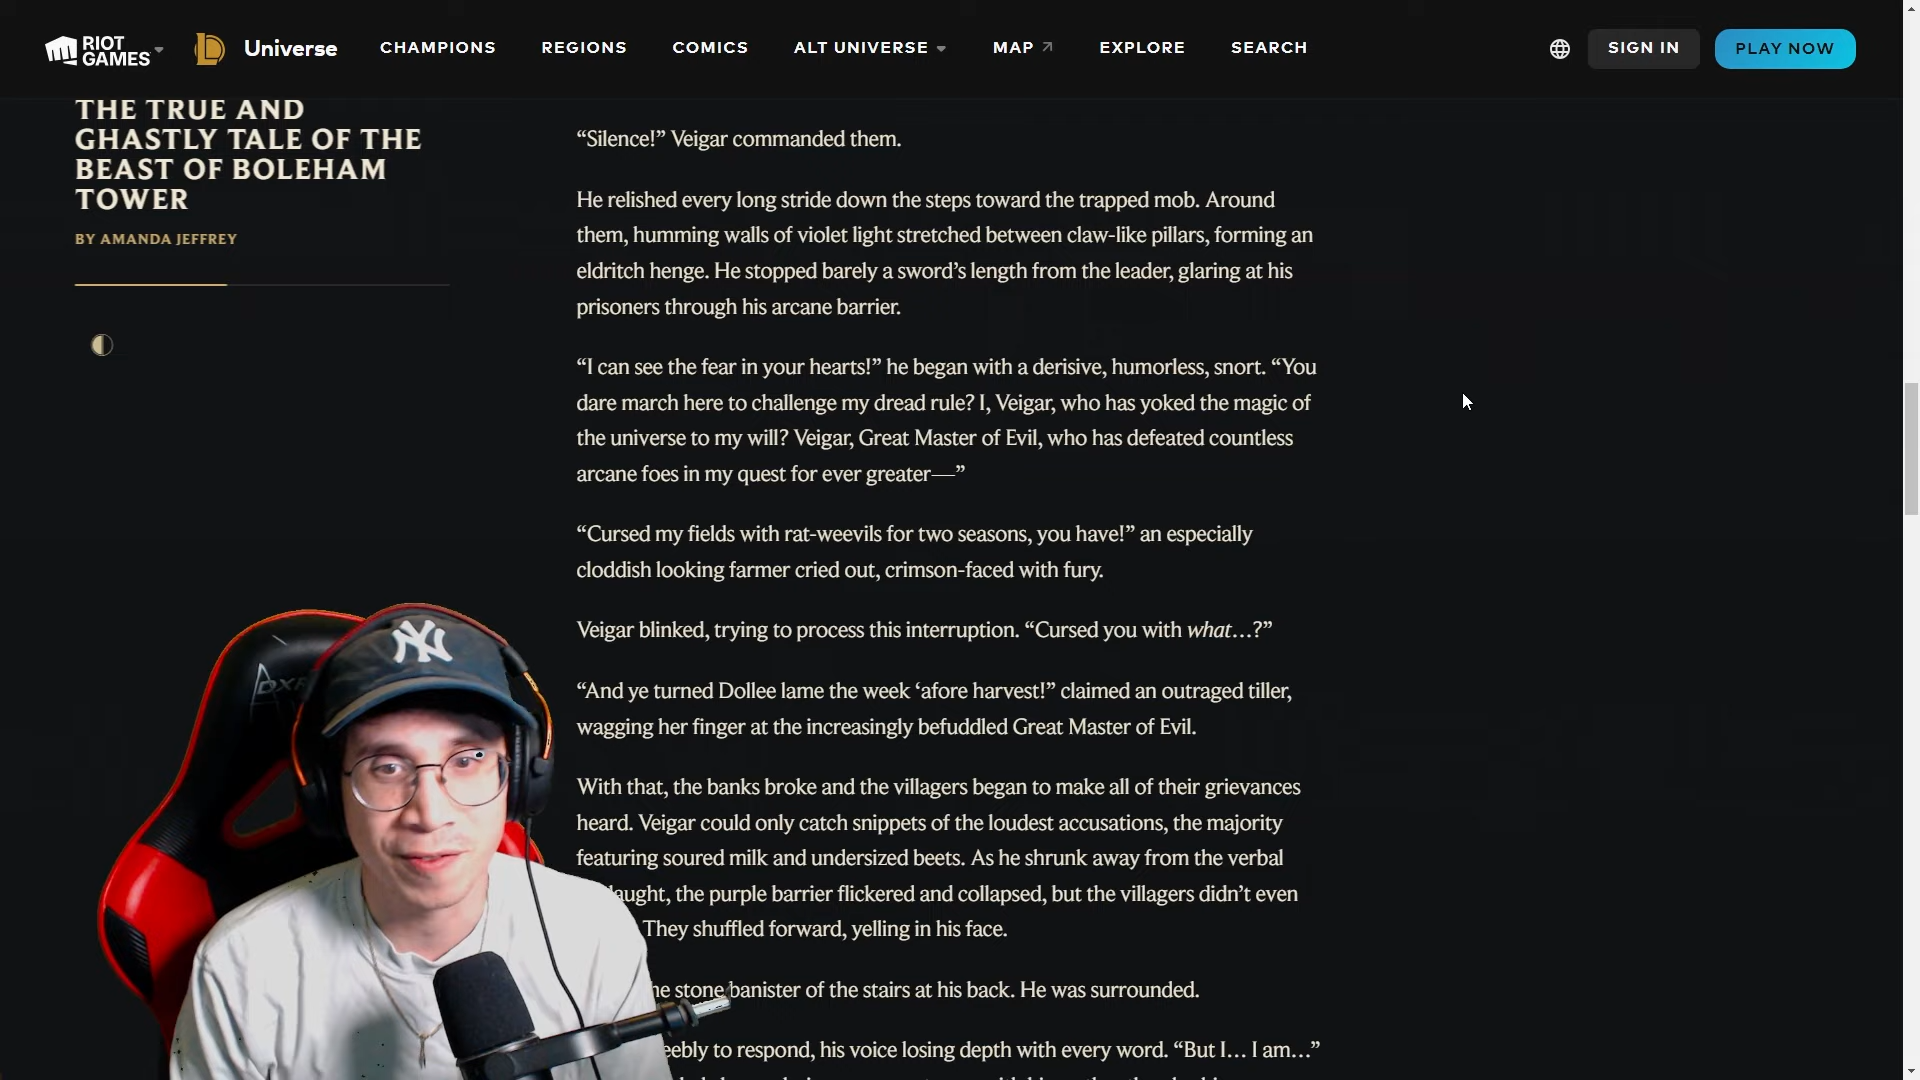 RIOT GAMES
Universe
CHAMPIONS
REGIONS
COMICS
ALT UNIVERSE
MAP
EXPLORE
SEARCH
SIGN IN
PLAY NOW
THE TRUE AND
GHASTLY TALE OF THE
BEAST OF BOLEHAM
TOWER
BY AMANDA JEFFREY
“Silence!” Veigar commanded them.
He relished every long stride down the steps toward the trapped mob. Around
them, humming walls of violet light stretched between claw-like pillars, forming an
eldritch henge. He stopped barely a sword’s length from the leader, glaring at his
prisoners through his arcane barrier.
“I can see the fear in your hearts!” he began with a derisive, humorless, snort. “You
dare march here to challenge my dread rule? I, Veigar, who has yoked the magic of
the universe to my will? Veigar, Great Master of Evil, who has defeated countless
arcane foes in my quest for ever greater—”
“Cursed my fields with rat-weevils for two seasons, you have!” an especially
cloddish looking farmer cried out, crimson-faced with fury.
Veigar blinked, trying to process this interruption. “Cursed you with what…?”
“And ye turned Dollee lame the week ‘afore harvest!” claimed an outraged tiller,
wagging her finger at the increasingly befuddled Great Master of Evil.
With that, the banks broke and the villagers began to make all of their grievances
heard. Veigar could only catch snippets of the loudest accusations, the majority
featuring soured milk and undersized beets. As he shrunk away from the verbal
the purple barrier flickered and collapsed, but the villagers didn’t even
They shuffled forward, yelling in his face.
stone banister of the stairs at his back. He was surrounded.
to respond, his voice losing depth with every word. “But I… I am…”
NY